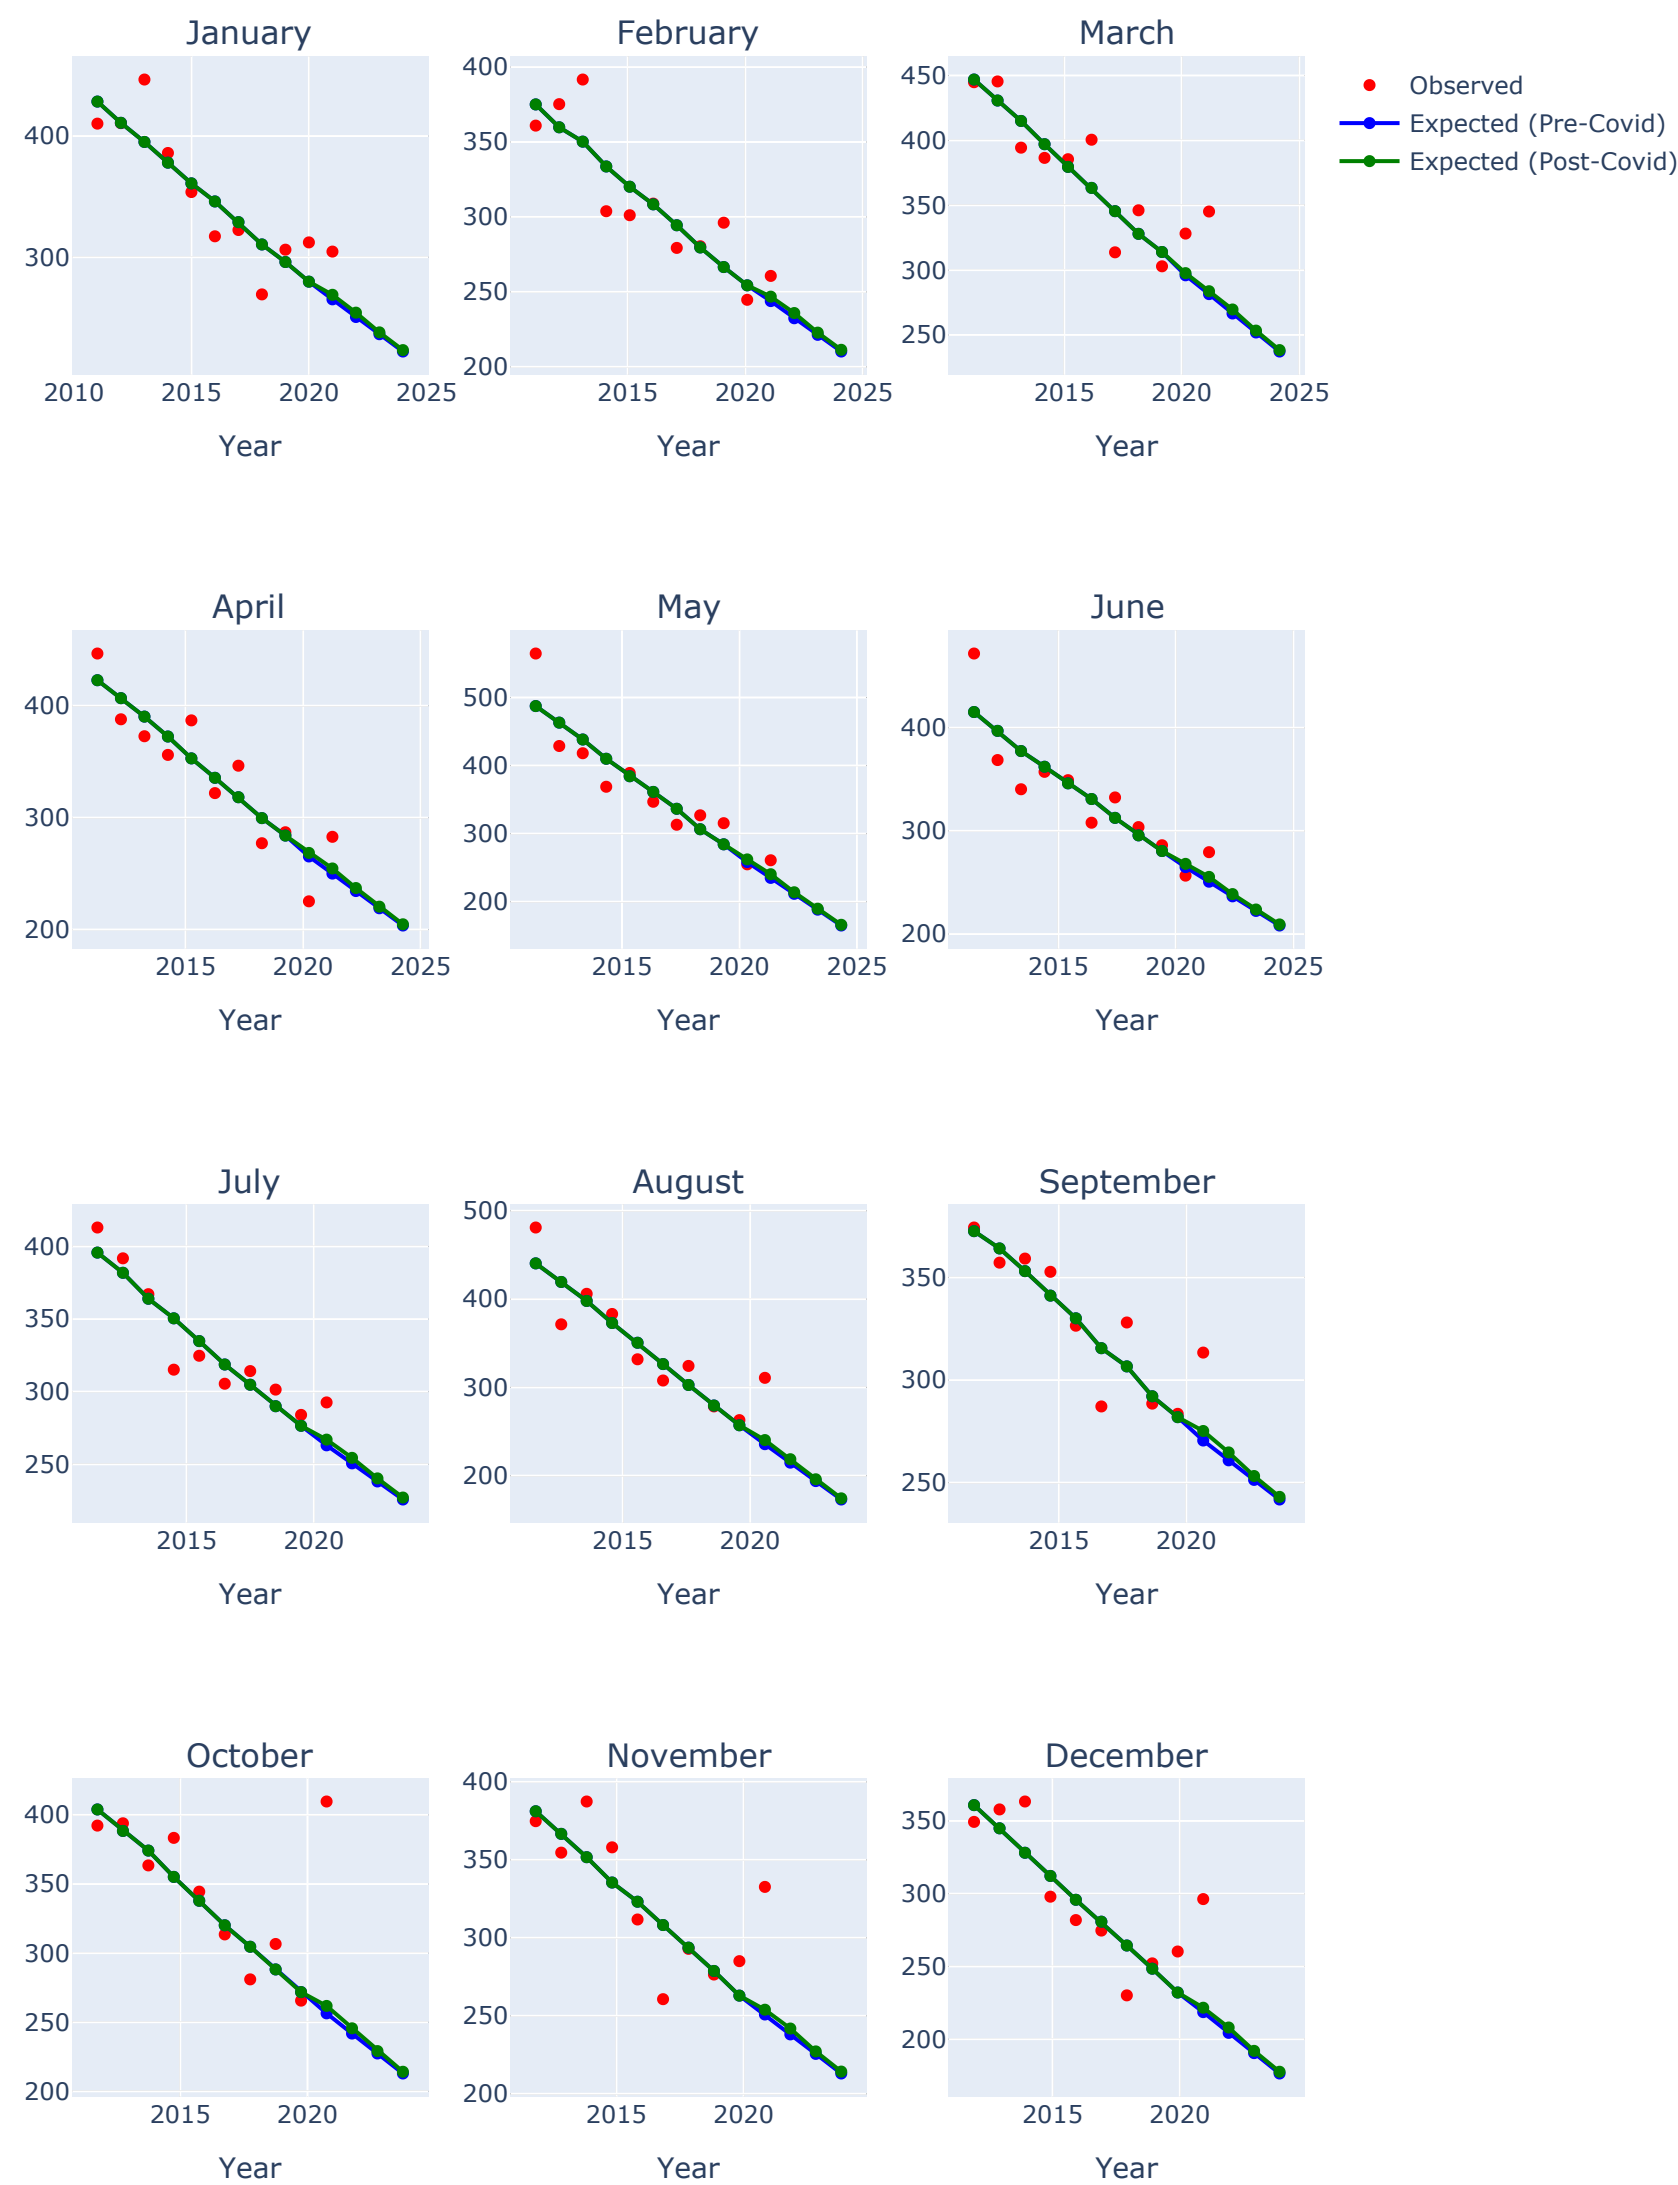 January
February
March
400
300
2010
2015
2020
2025
Year
400
350
300
250
200
2015
2020
2025
Year
450
400
350
300
250
2015
2020
2025
Year
Observed
Expected (Pre-Covid)
Expected (Post-Covid)
April
May
June
400
300
200
2015
2020
2025
Year
500
400
300
200
2015
2020
2025
Year
400
300
200
2015
2020
2025
Year
July
August
September
400
350
300
250
2015
2020
Year
500
400
300
200
2015
2020
Year
350
300
250
2015
2020
Year
October
November
December
400
350
300
250
200
2015
2020
Year
400
350
300
250
200
2015
2020
Year
350
300
250
200
2015
2020
Year